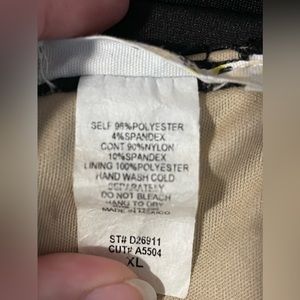 SELF 96%POLYESTER
4%SPANDEX
CONT 90%NYLON
10%SPANDEX
LINING 100%POLYESTER
HAND WASH COLD
SEPARATELY
DO NOT BLEACH
HANG TO DRY
MADE IN MEXICO
ST# D26911
CUT# A5504
XL